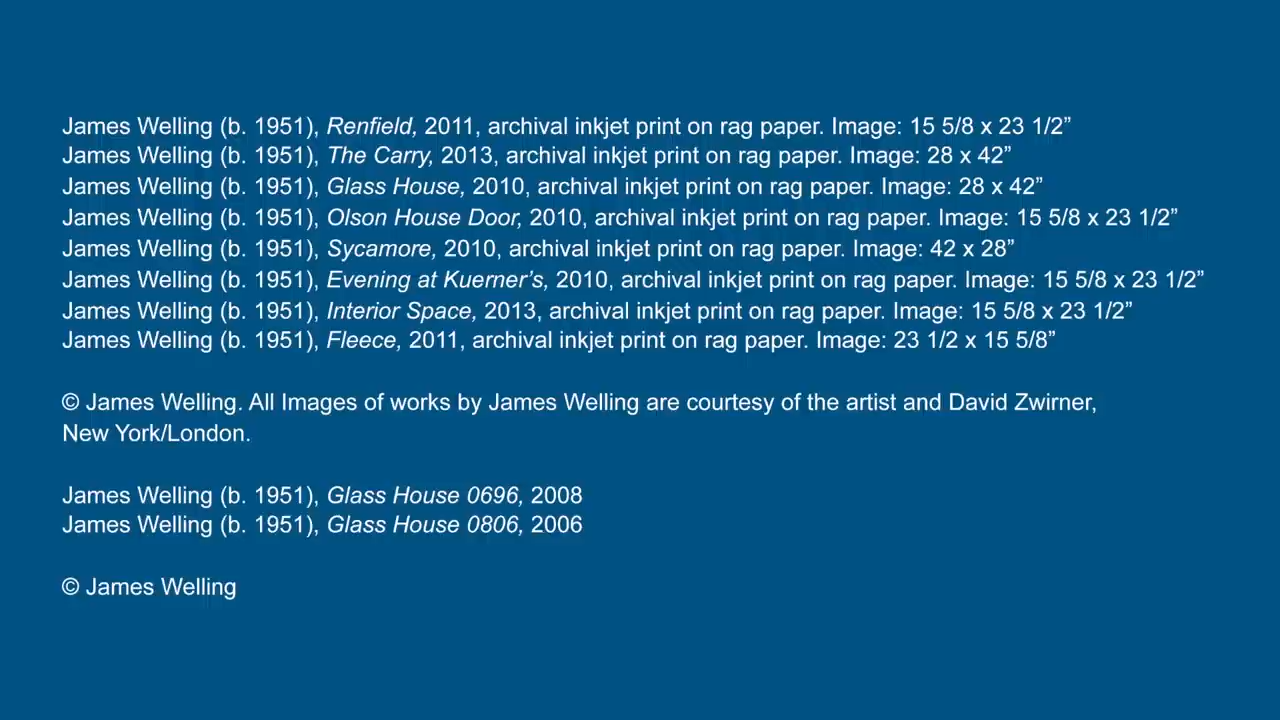 James Welling (b. 1951), Renfield, 2011, archival inkjet print on rag paper. Image: 15 5/8 x 23 1/2”
James Welling (b. 1951), The Carry, 2013, archival inkjet print on rag paper. Image: 28 x 42”
James Welling (b. 1951), Glass House, 2010, archival inkjet print on rag paper. Image: 28 x 42”
James Welling (b. 1951), Olson House Door, 2010, archival inkjet print on rag paper. Image: 15 5/8 x 23 1/2”
James Welling (b. 1951), Sycamore, 2010, archival inkjet print on rag paper. Image: 42 x 28”
James Welling (b. 1951), Evening at Kuerner’s, 2010, archival inkjet print on rag paper. Image: 15 5/8 x 23 1/2”
James Welling (b. 1951), Interior Space, 2013, archival inkjet print on rag paper. Image: 15 5/8 x 23 1/2”
James Welling (b. 1951), Fleece, 2011, archival inkjet print on rag paper. Image: 23 1/2 x 15 5/8”
© James Welling. All Images of works by James Welling are courtesy of the artist and David Zwirner,
New York/London.
James Welling (b. 1951), Glass House 0696, 2008
James Welling (b. 1951), Glass House 0806, 2006
© James Welling